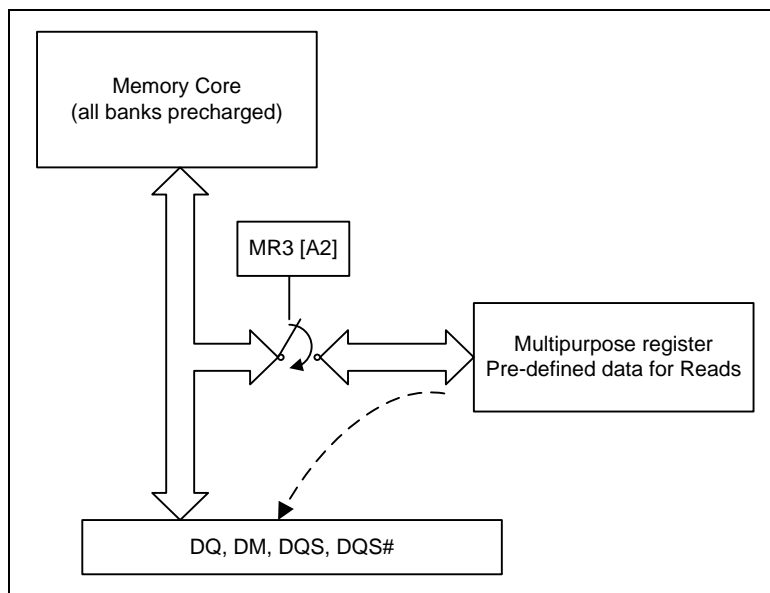 Memory Core
(all banks precharged)
MR3 [A2]
Multipurpose register
Pre-defined data for Reads
DQ, DM, DQS, DQS#